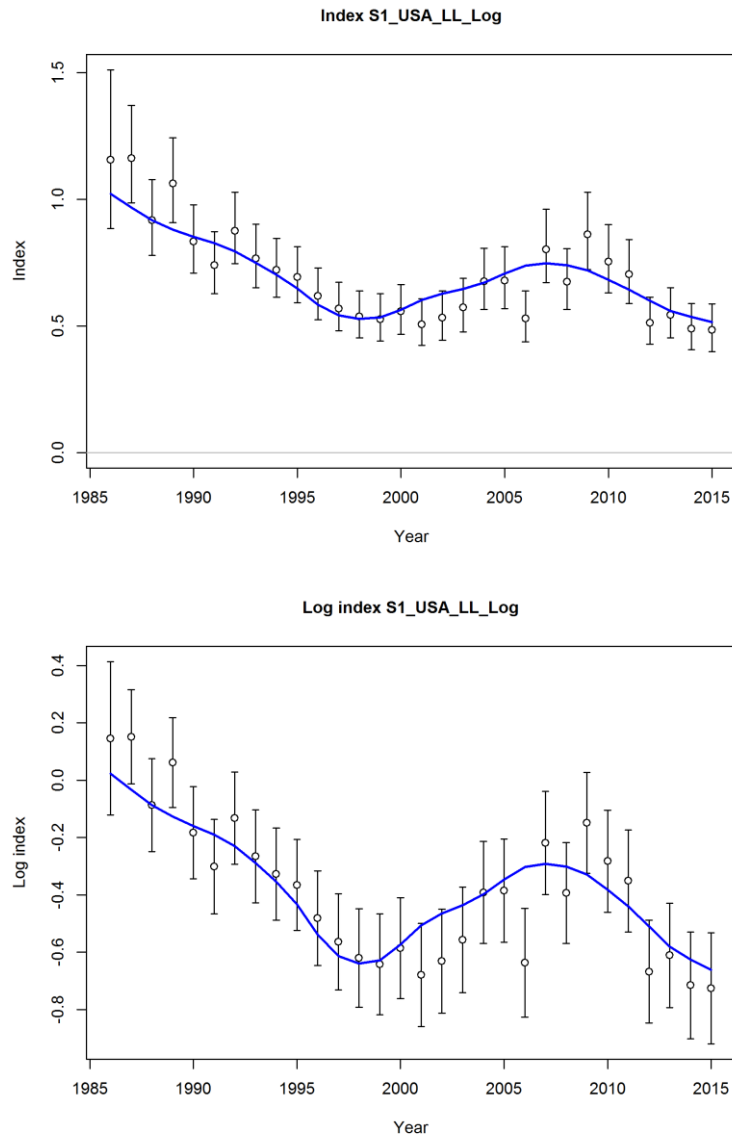 Index S1_USA_LL_Log
1.5
1.0
0.5
0.0
Index
1985 1990 1995 2000 2005 2010 2015
Year
Log index S1_USA_LL_Log
0.4
0.2
0.0
-0.2
-0.4
-0.6
-0.8
Log index
1985 1990 1995 2000 2005 2010 2015
Year